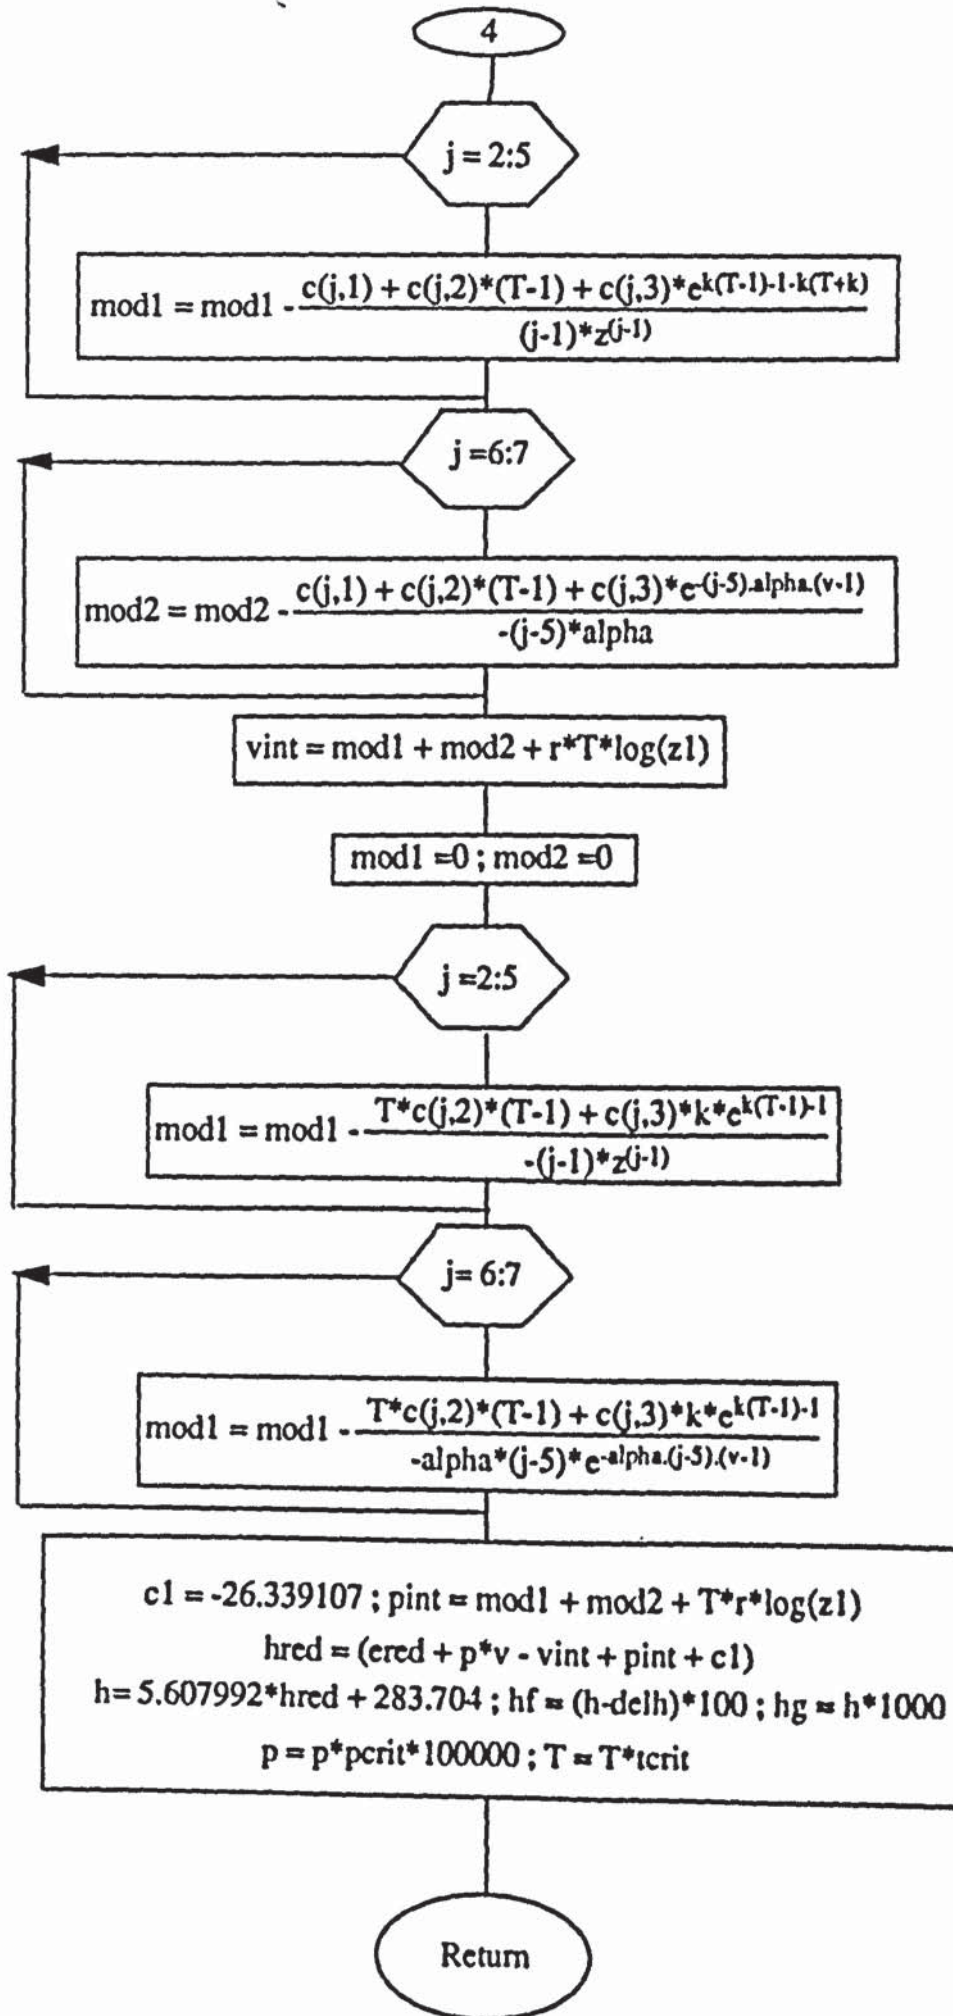 4
j = 2:5
mod1 = mod1 - c(j,1) + c(j,2)*(T-1) + c(j,3)*e^k(T-1)-1-k(T+k)
(j-1)*z^(j-1)
j =6:7
mod2 = mod2 - c(j,1) + c(j,2)*(T-1) + c(j,3)*e^-(j-5).alpha.(v-1)
-(j-5)*alpha
vint = mod1 + mod2 + r*T*log(z1)
mod1 =0 ; mod2 =0
j =2:5
mod1 = mod1 - T*c(j,2)*(T-1) + c(j,3)*k*e^k(T-1)-1
-(j-1)*z^(j-1)
j= 6:7
mod1 = mod1 - T*c(j,2)*(T-1) + c(j,3)*k*e^k(T-1)-1
-alpha*(j-5)*e^-alpha.(j-5).(v-1)
c1 = -26.339107 ; pint = mod1 + mod2 + T*r*log(z1)
hred = (ered + p*v - vint + pint + c1)
h= 5.607992*hred + 283.704 ; hf = (h-delh)*100 ; hg = h*1000
p = p*pcrit*100000 ; T = T*tcrit
Return